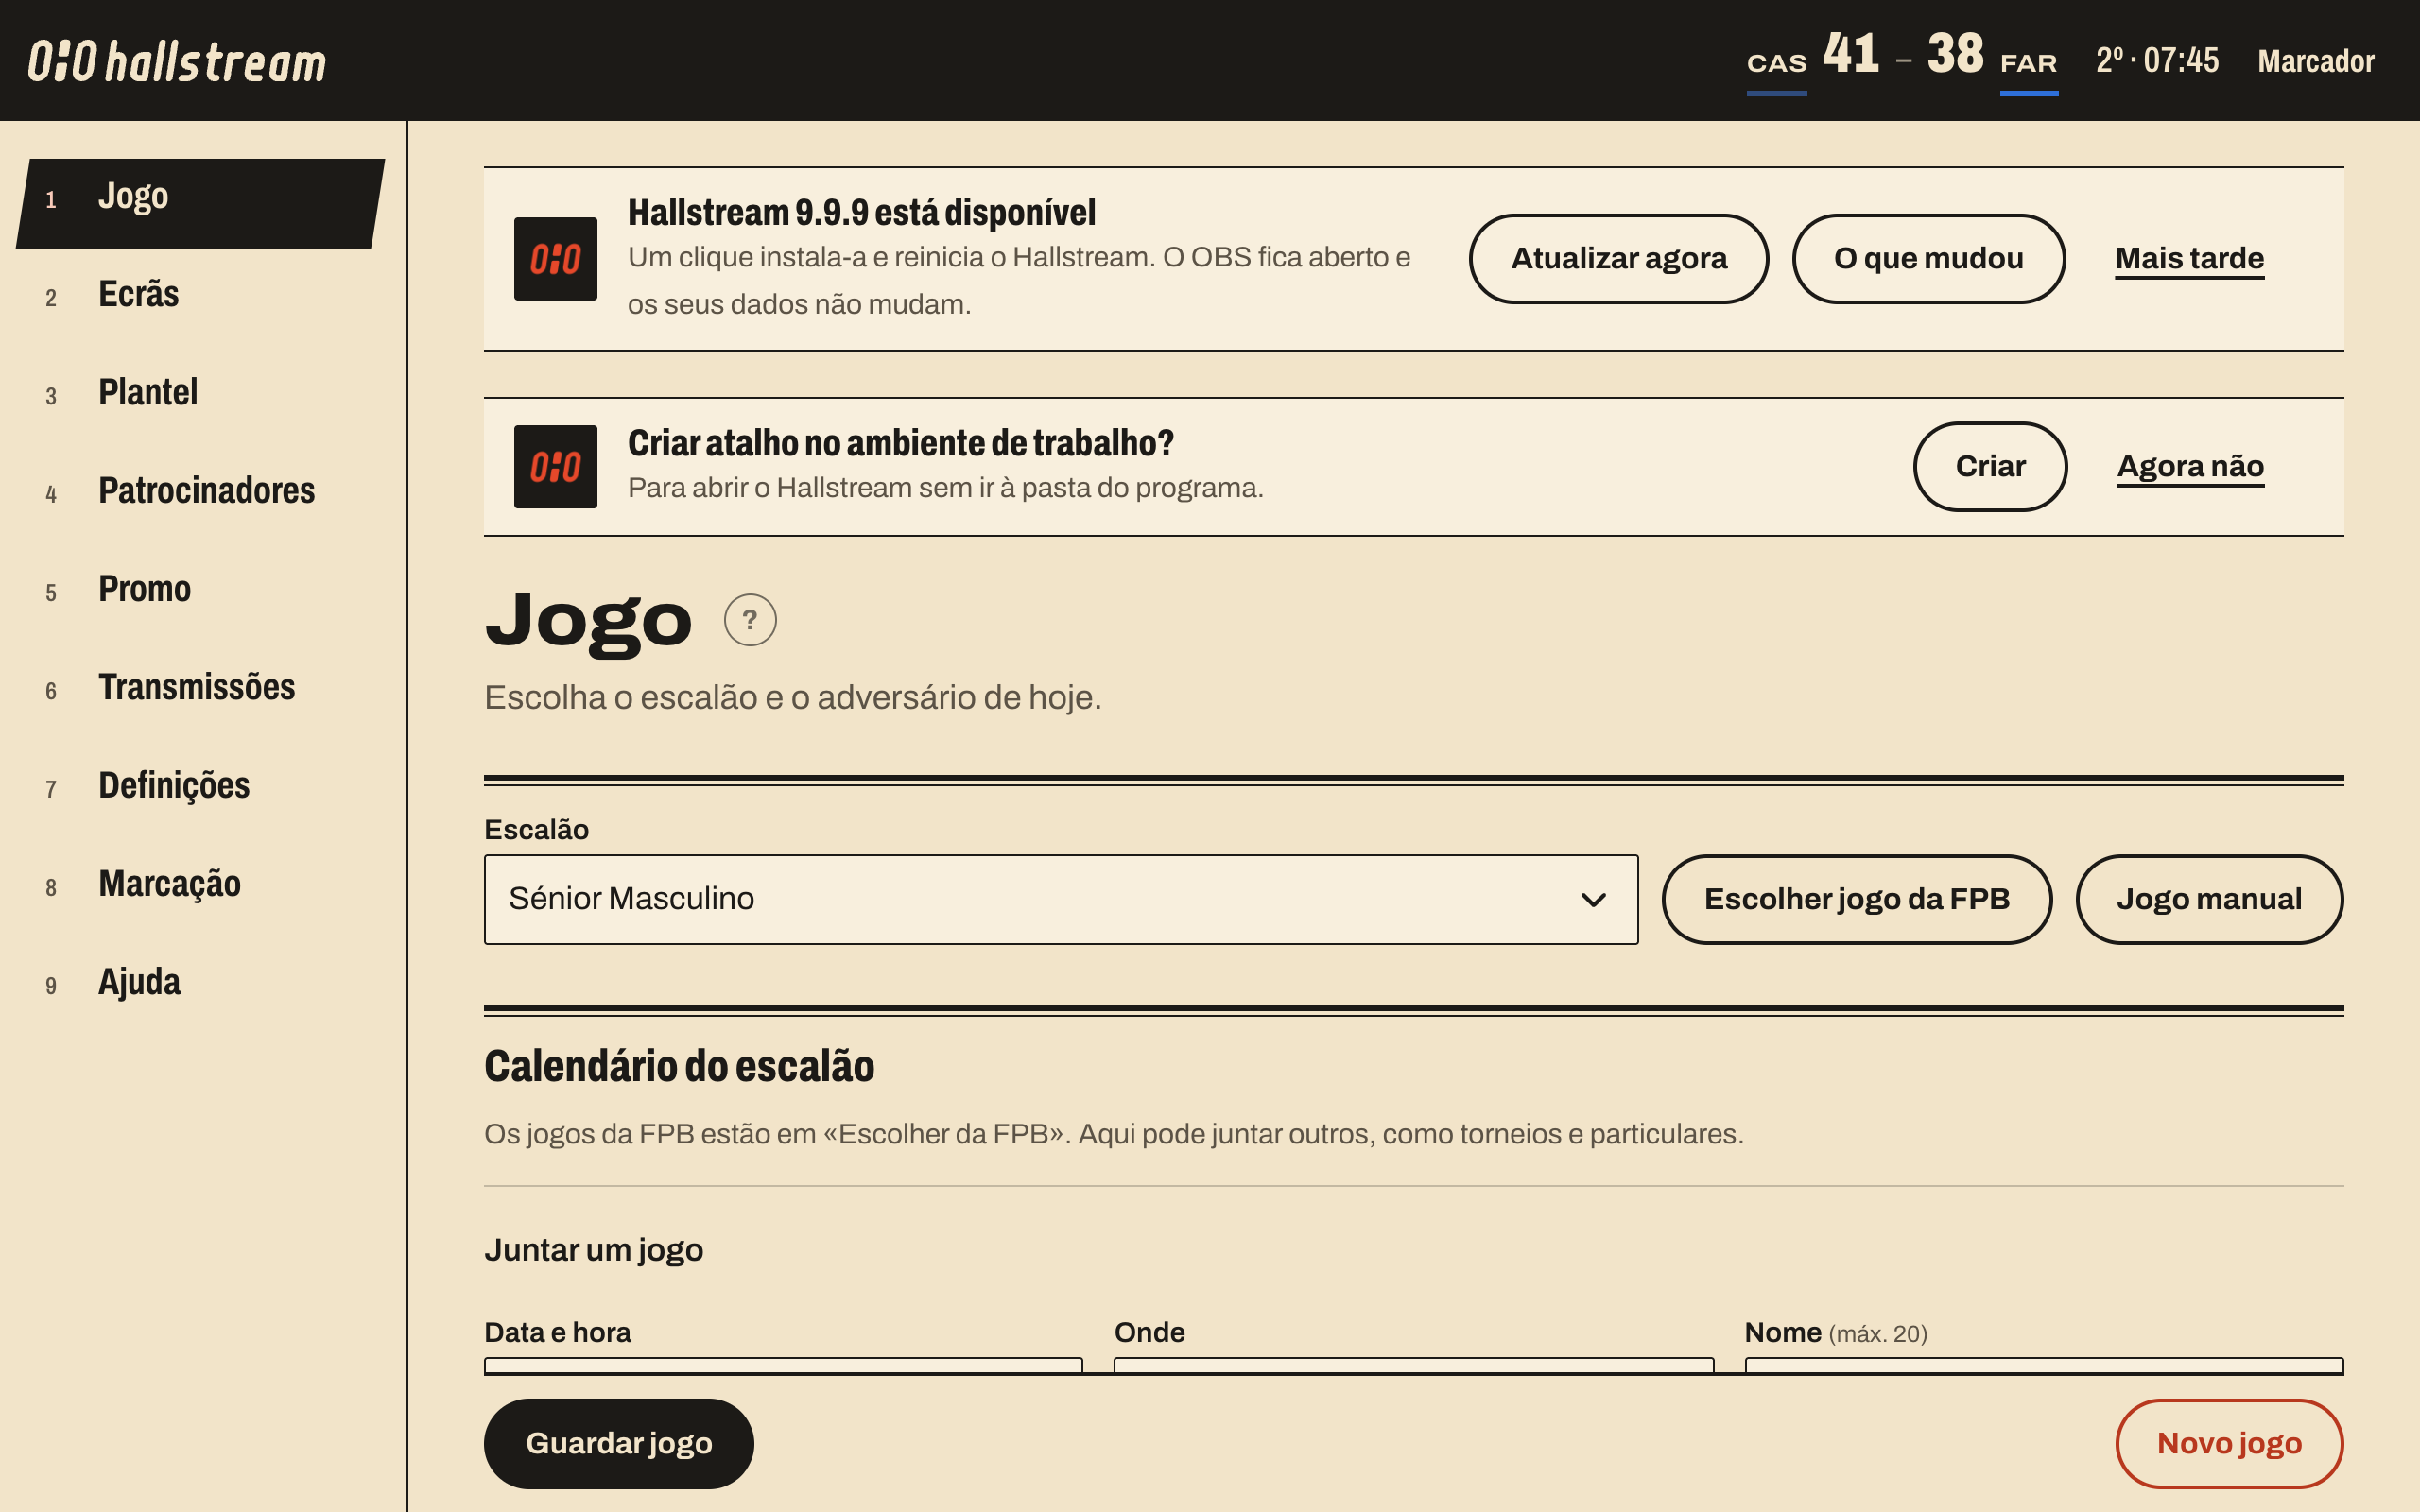 0:0 hallstream
CAS 41 – 38 FAR 2º · 07:45 Marcador
1 Jogo
2 Ecrãs
3 Plantel
4 Patrocinadores
5 Promo
6 Transmissões
7 Definições
8 Marcação
9 Ajuda
0:0
Hallstream 9.9.9 está disponível
Um clique instala-a e reinicia o Hallstream. O OBS fica aberto e
os seus dados não mudam.
Atualizar agora
O que mudou
Mais tarde
0:0
Criar atalho no ambiente de trabalho?
Para abrir o Hallstream sem ir à pasta do programa.
Criar
Agora não
Jogo ?
Escolha o escalão e o adversário de hoje.
Escalão
Sénior Masculino
Escolher jogo da FPB
Jogo manual
Calendário do escalão
Os jogos da FPB estão em «Escolher da FPB». Aqui pode juntar outros, como torneios e particulares.
Juntar um jogo
Data e hora
Onde
Nome (máx. 20)
Guardar jogo
Novo jogo